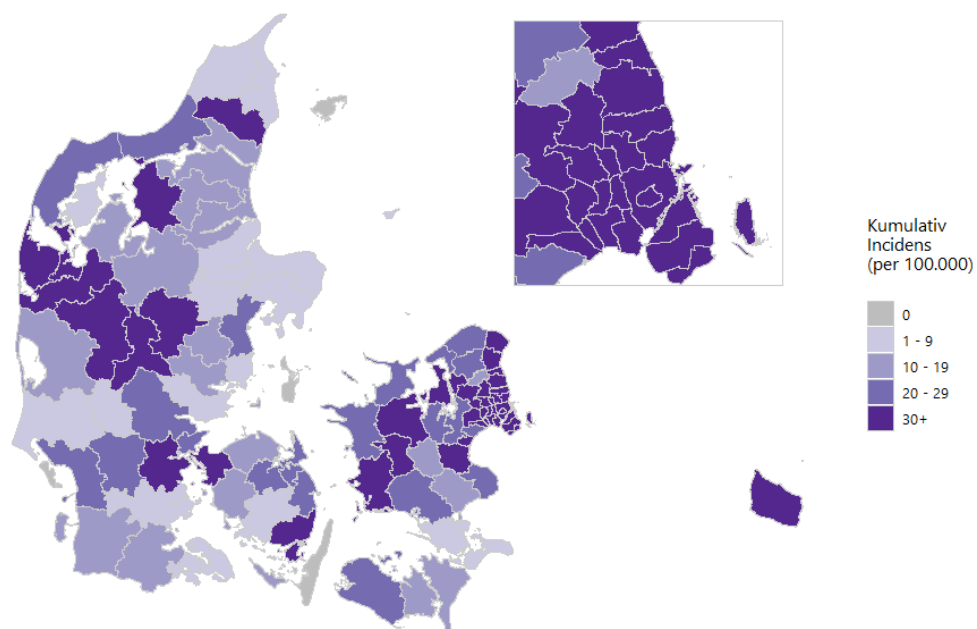 Kumulativ
Incidens
(per 100.000)
0
1 - 9
10 - 19
20 - 29
30+